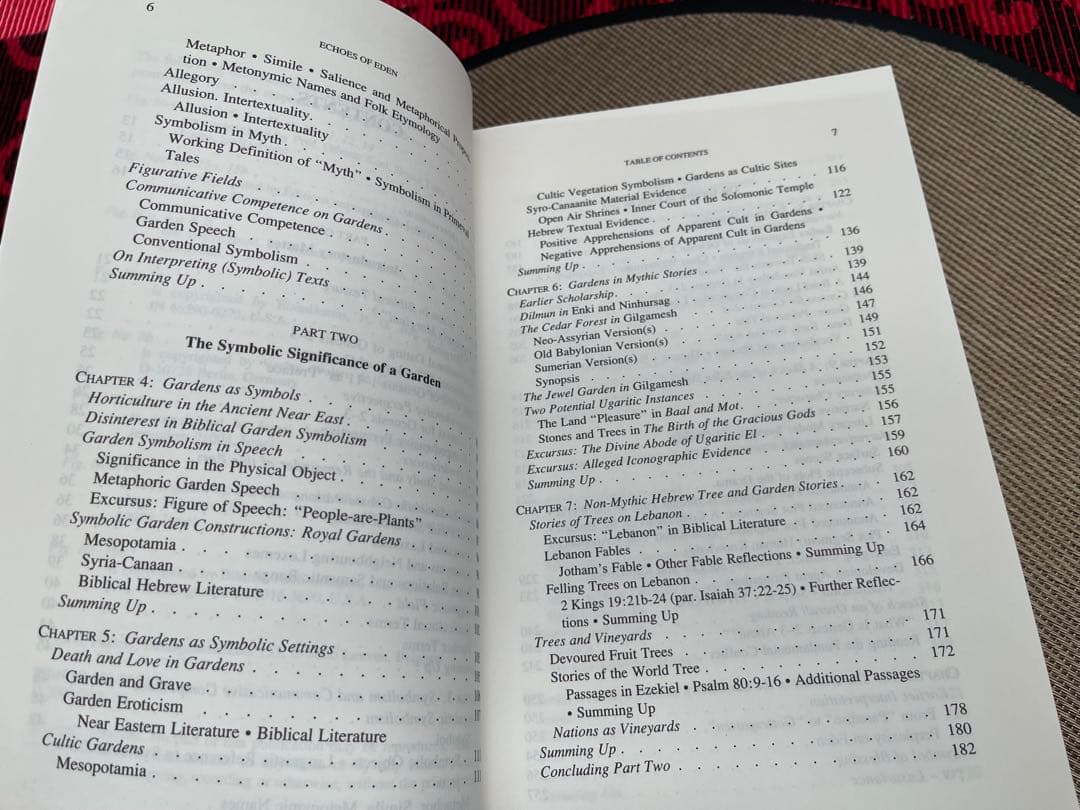 6
ECHOES OF EDEN
Metaphor • Simile • Salience and Metaphorical
tion • Metonymic Names and Folk Etymology
Allegory . . . . . . . . . . .
Allusion. Intertextuality. . . . . . . . .
Allusion • Intertextuality
Symbolism in Myth. . . . . . . . . .
Working Definition of "Myth" • Symbolism in Primeval
Tales
Figurative Fields . . . . . . . . . .
Communicative Competence on Gardens . . . . .
Communicative Competence . . . . . . .
Garden Speech . . . . . . . . . .
Conventional Symbolism . . . . . . . .
On Interpreting (Symbolic) Texts . . . . . .
Summing Up . . . . . . . . . . .
PART TWO
The Symbolic Significance of a Garden
CHAPTER 4: Gardens as Symbols . . . . . . .
Horticulture in the Ancient Near East . . . . .
Disinterest in Biblical Garden Symbolism
Garden Symbolism in Speech . . . . . . .
Significance in the Physical Object . . . . .
Metaphoric Garden Speech . . . . . . .
Excursus: Figure of Speech: "People-are-Plants"
Symbolic Garden Constructions: Royal Gardens . . .
Mesopotamia . . . . . . . . . .
Syria-Canaan . . . . . . . . . .
Biblical Hebrew Literature . . . . . . .
Summing Up . . . . . . . . . . .
CHAPTER 5: Gardens as Symbolic Settings . . . . .
Death and Love in Gardens . . . . . . . .
Garden and Grave . . . . . . . . .
Garden Eroticism . . . . . . . . .
Near Eastern Literature • Biblical Literature
Cultic Gardens . . . . . . . . . .
Mesopotamia . . . . . . . . . .
7
TABLE OF CONTENTS
Cultic Vegetation Symbolism • Gardens as Cultic Sites
Syro-Canaanite Material Evidence . . . . . . 116
Open Air Shrines • Inner Court of the Solomonic Temple
Hebrew Textual Evidence . . . . . . . . 122
Positive Apprehensions of Apparent Cult in Gardens •
Negative Apprehensions of Apparent Cult in Gardens
Summing Up . . . . . . . . . . . 136
CHAPTER 6: Gardens in Mythic Stories . . . . . 139
Earlier Scholarship. . . . . . . . . . 139
Dilmun in Enki and Ninhursag . . . . . . . 144
The Cedar Forest in Gilgamesh . . . . . . . 146
Neo-Assyrian Version(s) . . . . . . . . 147
Old Babylonian Version(s) . . . . . . . 149
Sumerian Version(s) . . . . . . . . . 151
Synopsis . . . . . . . . . . . . 152
The Jewel Garden in Gilgamesh . . . . . . . 153
Two Potential Ugaritic Instances . . . . . . 155
The Land "Pleasure" in Baal and Mot . . . . . 155
Stones and Trees in The Birth of the Gracious Gods 156
Excursus: The Divine Abode of Ugaritic El . . . . 157
Excursus: Alleged Iconographic Evidence . . . . 159
Summing Up . . . . . . . . . . . 160
CHAPTER 7: Non-Mythic Hebrew Tree and Garden Stories . 162
Stories of Trees on Lebanon . . . . . . . . 162
Excursus: "Lebanon" in Biblical Literature . . . 162
Lebanon Fables . . . . . . . . . . 164
Jotham's Fable • Other Fable Reflections • Summing Up
Felling Trees on Lebanon . . . . . . . . 166
2 Kings 19:21b-24 (par. Isaiah 37:22-25) • Further Reflec-
tions • Summing Up
Trees and Vineyards . . . . . . . . . . 171
Devoured Fruit Trees . . . . . . . . . 171
Stories of the World Tree . . . . . . . . 172
Passages in Ezekiel • Psalm 80:9-16 • Additional Passages
• Summing Up
Nations as Vineyards . . . . . . . . . 178
Summing Up . . . . . . . . . . . 180
Concluding Part Two . . . . . . . . . 182